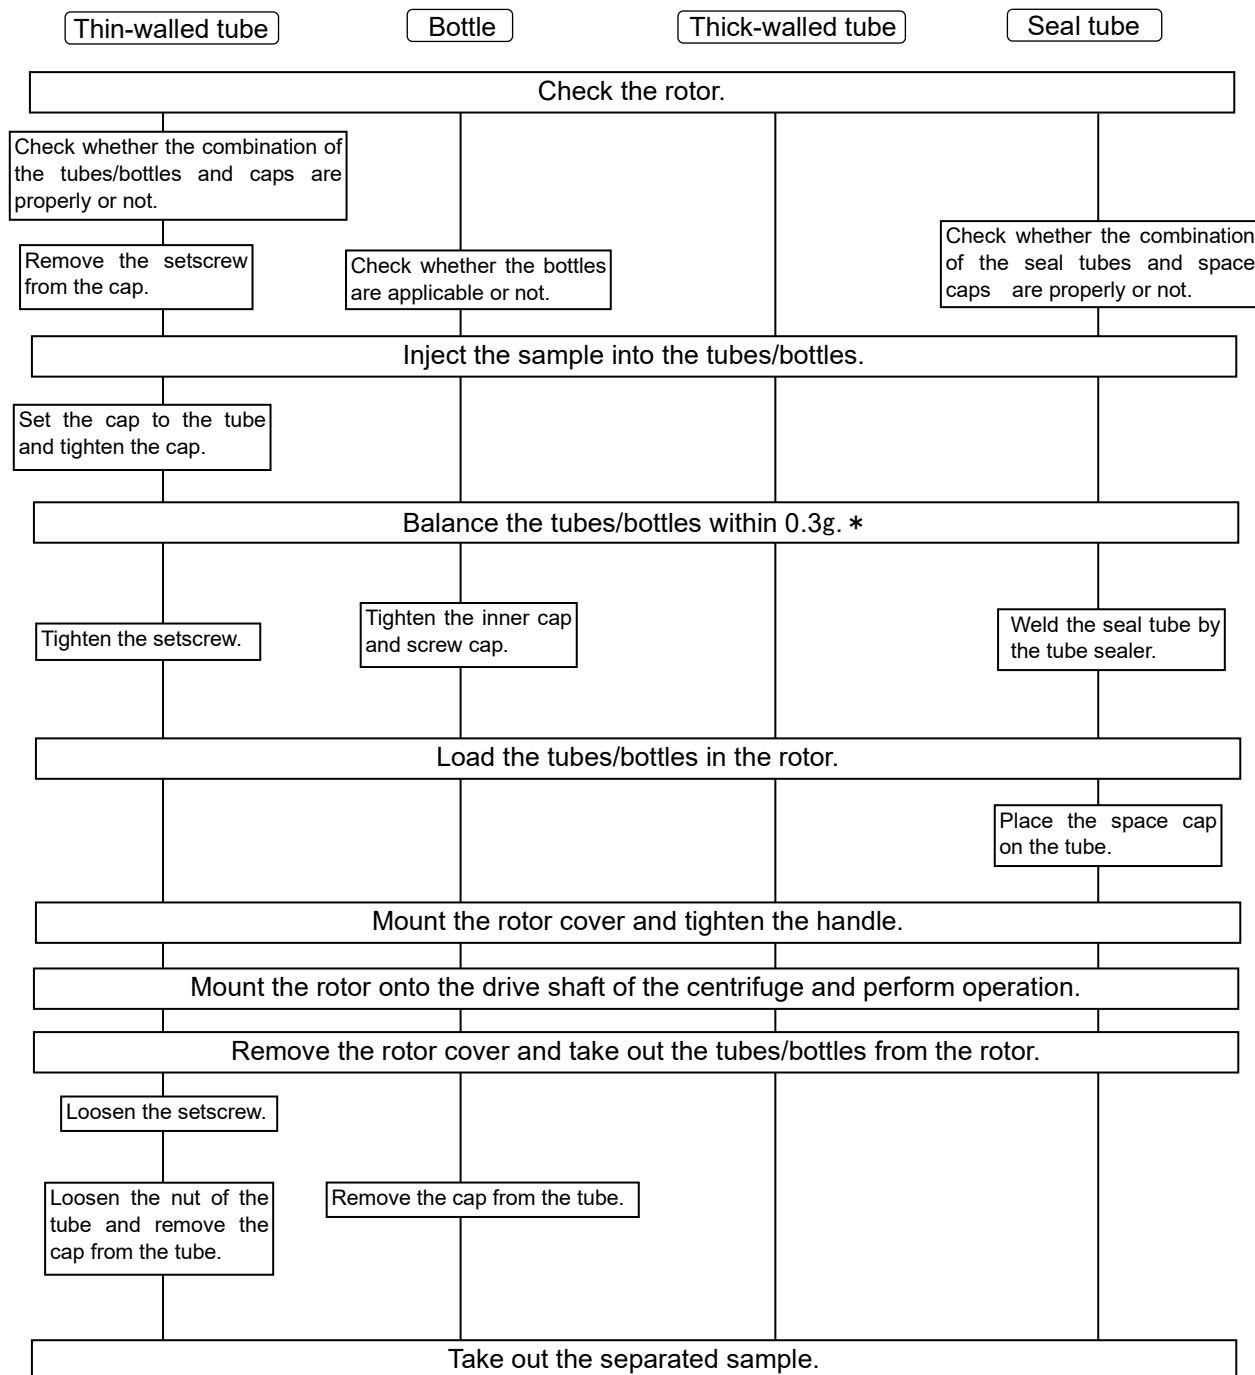 Thin-walled tube
Bottle
Thick-walled tube
Seal tube
Check the rotor.
Check whether the combination of
the tubes/bottles and caps are
properly or not.
Remove the setscrew
from the cap.
Check whether the bottles
are applicable or not.
Check whether the combination
of the seal tubes and space
caps are properly or not.
Inject the sample into the tubes/bottles.
Set the cap to the tube
and tighten the cap.
Balance the tubes/bottles within 0.3g. *
Tighten the setscrew.
Tighten the inner cap
and screw cap.
Weld the seal tube by
the tube sealer.
Load the tubes/bottles in the rotor.
Place the space cap
on the tube.
Mount the rotor cover and tighten the handle.
Mount the rotor onto the drive shaft of the centrifuge and perform operation.
Remove the rotor cover and take out the tubes/bottles from the rotor.
Loosen the setscrew.
Loosen the nut of the
tube and remove the
cap from the tube.
Remove the cap from the tube.
Take out the separated sample.